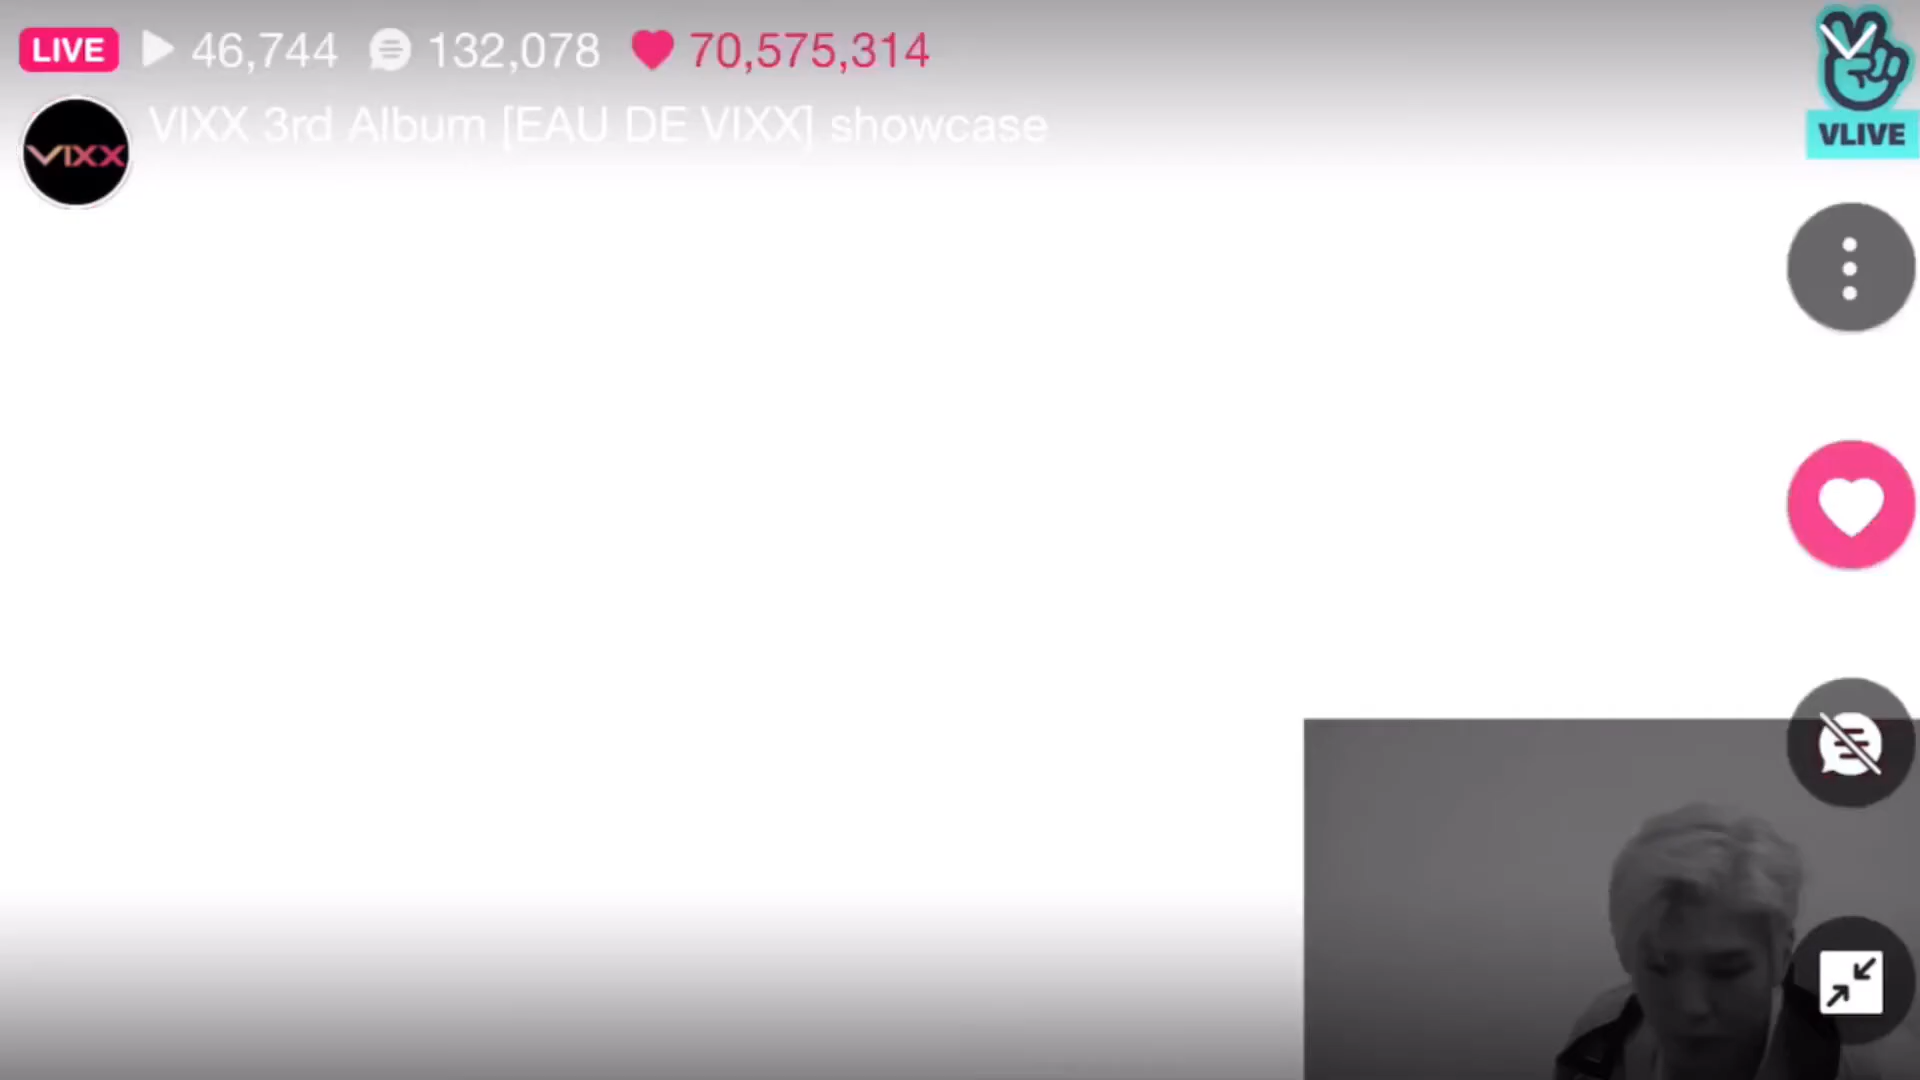 LIVE 46,744 132,078 70,575,314
VIXX 3rd Album [EAU DE VIXX] showcase
VIXX
VLIVE